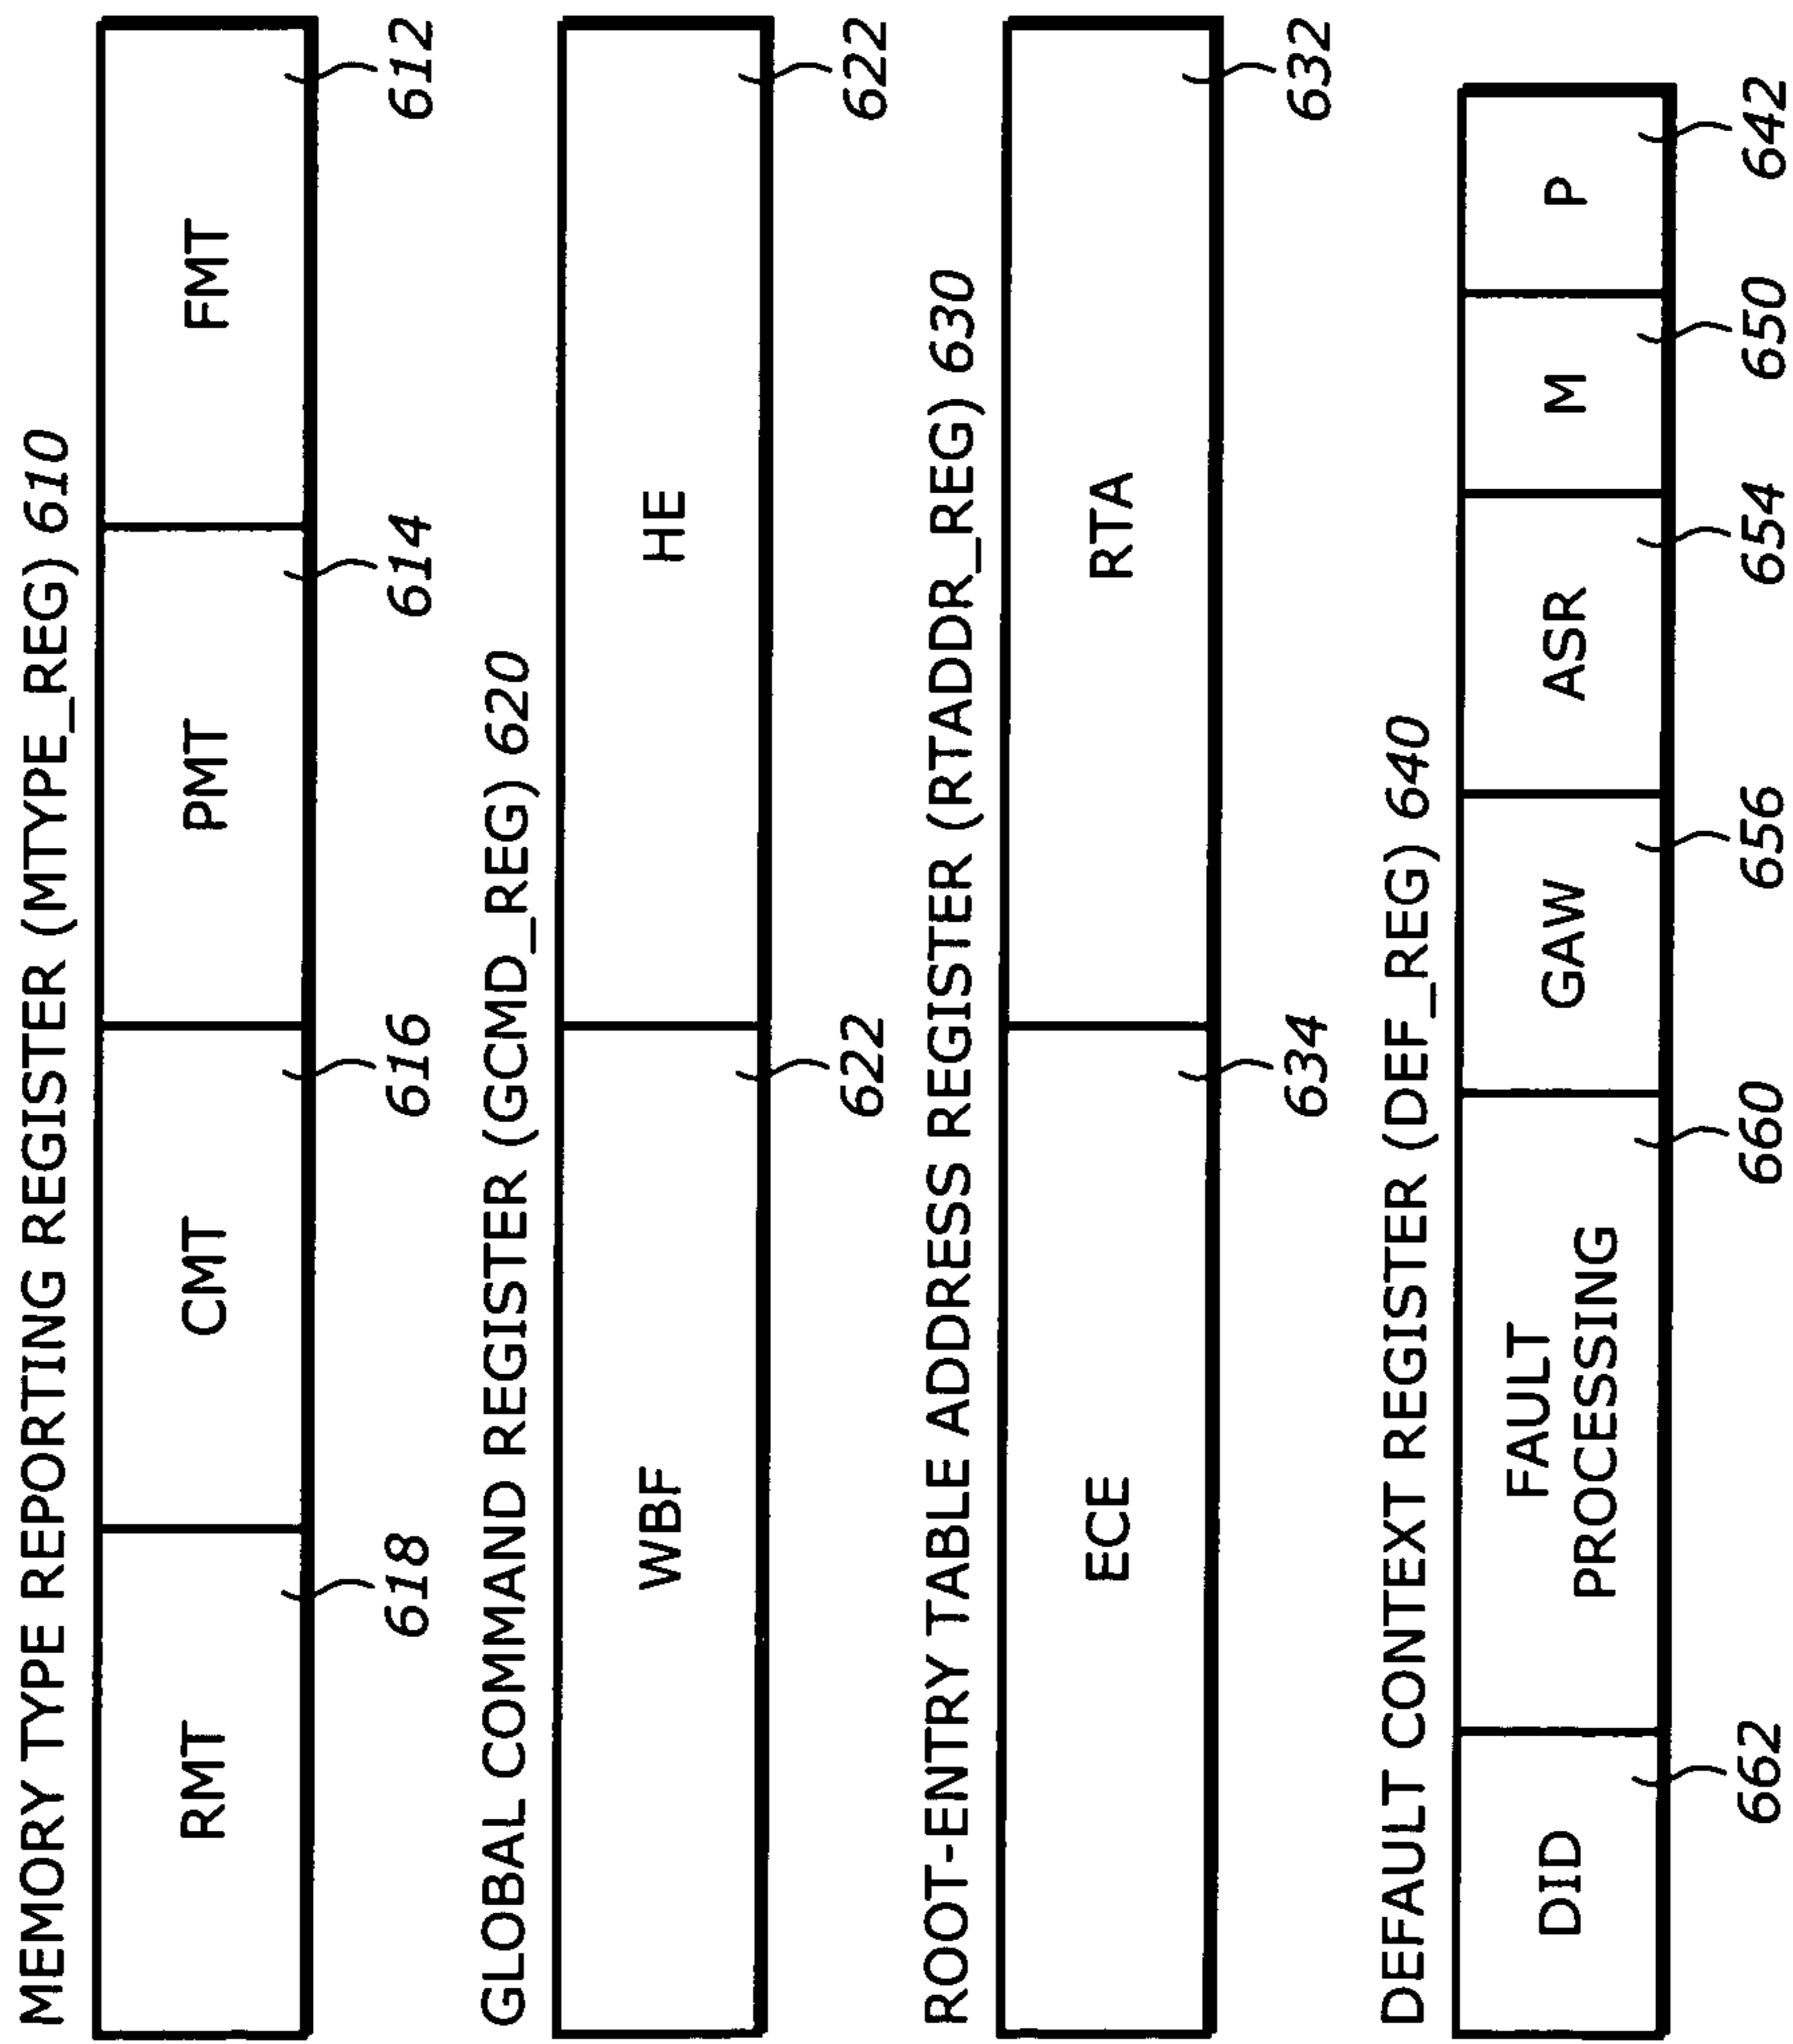 MEMORY TYPE REPORTING REGISTER (MTYPE_REG) 610
RMT CMT PMT FMT
618 616 614 612
GLOBAL COMMAND REGISTER (GCMD_REG) 620
WBF HE
622 622
ROOT-ENTRY TABLE ADDRESS REGISTER (RTADDR_REG) 630
ECE RTA
634 632
DEFAULT CONTEXT REGISTER (DEF_REG) 640
DID FAULT PROCESSING GAW ASR M P
662 660 656 654 650 642